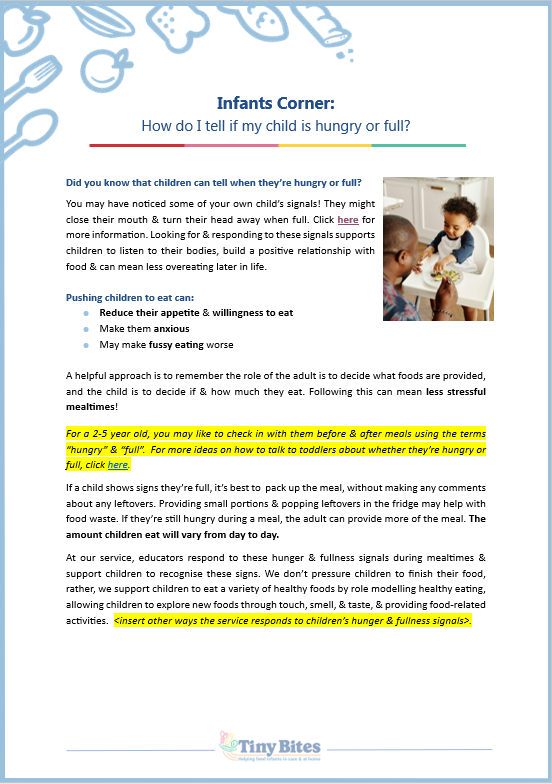 Infants Corner:
How do I tell if my child is hungry or full?
Did you know that children can tell when they're hungry or full?
You may have noticed some of your own child's signals! They might
close their mouth & turn their head away when full. Click here for
more information. Looking for & responding to these signals supports
children to listen to their bodies, build a positive relationship with
food & can mean less overeating later in life.
Pushing children to eat can:
Reduce their appetite & willingness to eat
Make them anxious
May make fussy eating worse
A helpful approach is to remember the role of the adult is to decide what foods are provided,
and the child is to decide if & how much they eat. Following this can mean less stressful
mealtimes!
For a 2-5 year old, you may like to check in with them before & after meals using the terms
“hungry” & “full”. For more ideas on how to talk to toddlers about whether they're hungry or
full, click here.
If a child shows signs they're full, it's best to pack up the meal, without making any comments
about any leftovers. Providing small portions & popping leftovers in the fridge may help with
food waste. If they're still hungry during a meal, the adult can provide more of the meal. The
amount children eat will vary from day to day.
At our service, educators respond to these hunger & fullness signals during mealtimes &
support children to recognise these signs. We don't pressure children to finish their food,
rather, we support children to eat a variety of healthy foods by role modelling healthy eating,
allowing children to explore new foods through touch, smell, & taste, & providing food-related
activities. <insert other ways the service responds to children's hunger & fullness signals>.
Tiny Bites
Helping feed infants in care & at home